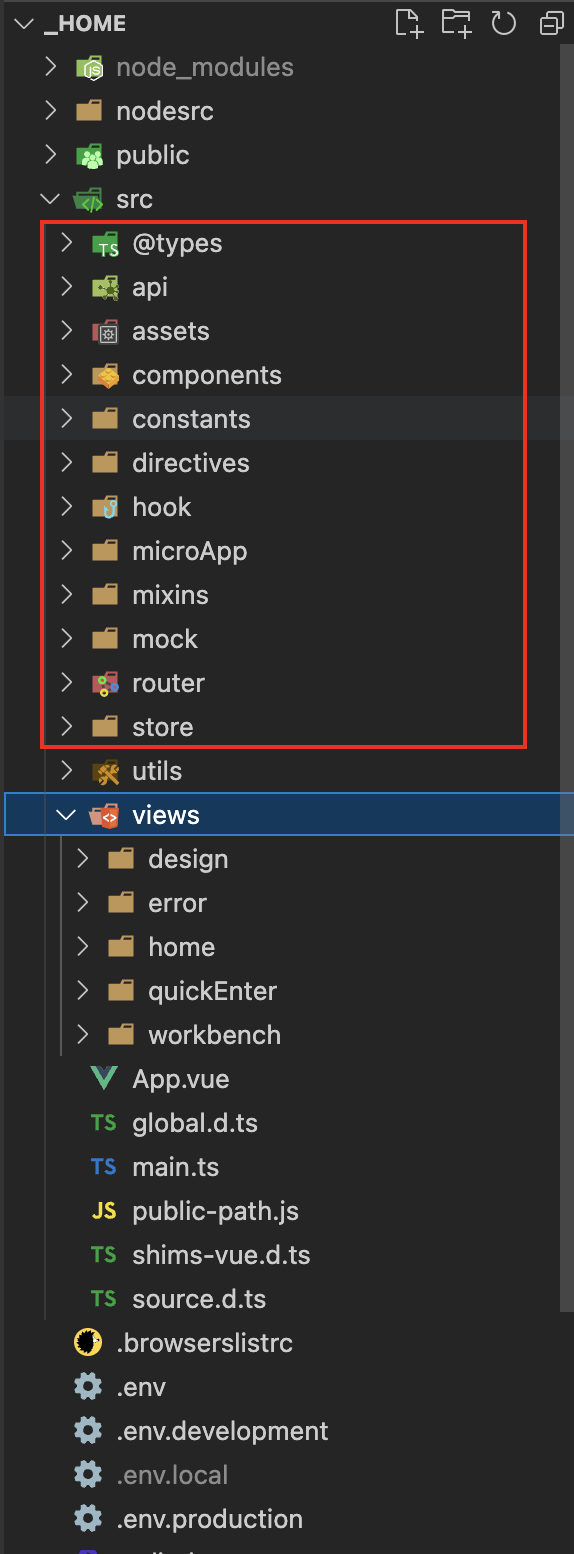 _HOME
node_modules
nodesrc
public
src
@types
api
assets
components
constants
directives
hook
microApp
mixins
mock
router
store
utils
views
design
error
home
quickEnter
workbench
App.vue
TS global.d.ts
TS main.ts
JS public-path.js
TS shims-vue.d.ts
TS source.d.ts
.browserslistrc
.env
.env.development
.env.local
.env.production